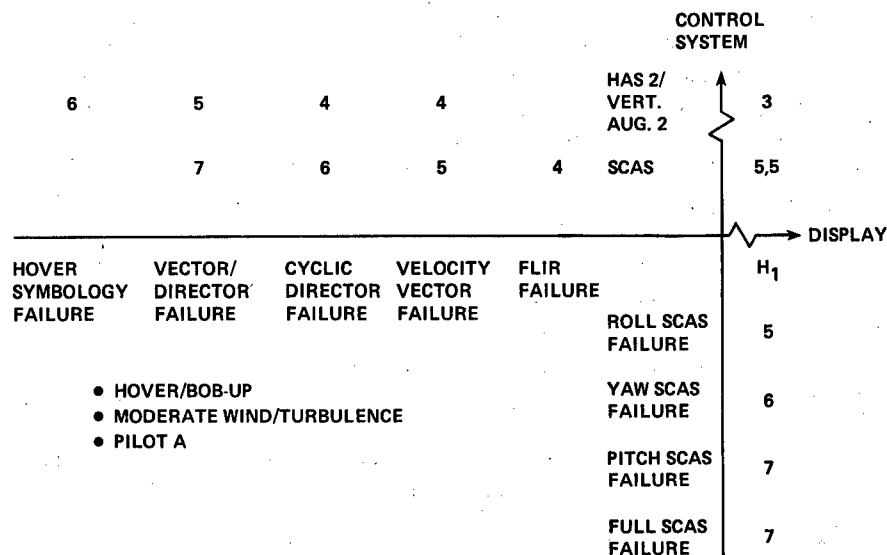 CONTROL
SYSTEM
6 5 4 4 HAS 2/
VERT.
AUG. 2 3
7 6 5 4 SCAS 5,5
DISPLAY
HOVER
SYMBOLOGY
FAILURE
VECTOR/
DIRECTOR
FAILURE
CYCLIC
DIRECTOR
FAILURE
VELOCITY
VECTOR
FAILURE
FLIR
FAILURE
H1
ROLL SCAS
FAILURE 5
• HOVER/BOB-UP
• MODERATE WIND/TURBULENCE
• PILOT A
YAW SCAS
FAILURE 6
PITCH SCAS
FAILURE 7
FULL SCAS
FAILURE 7